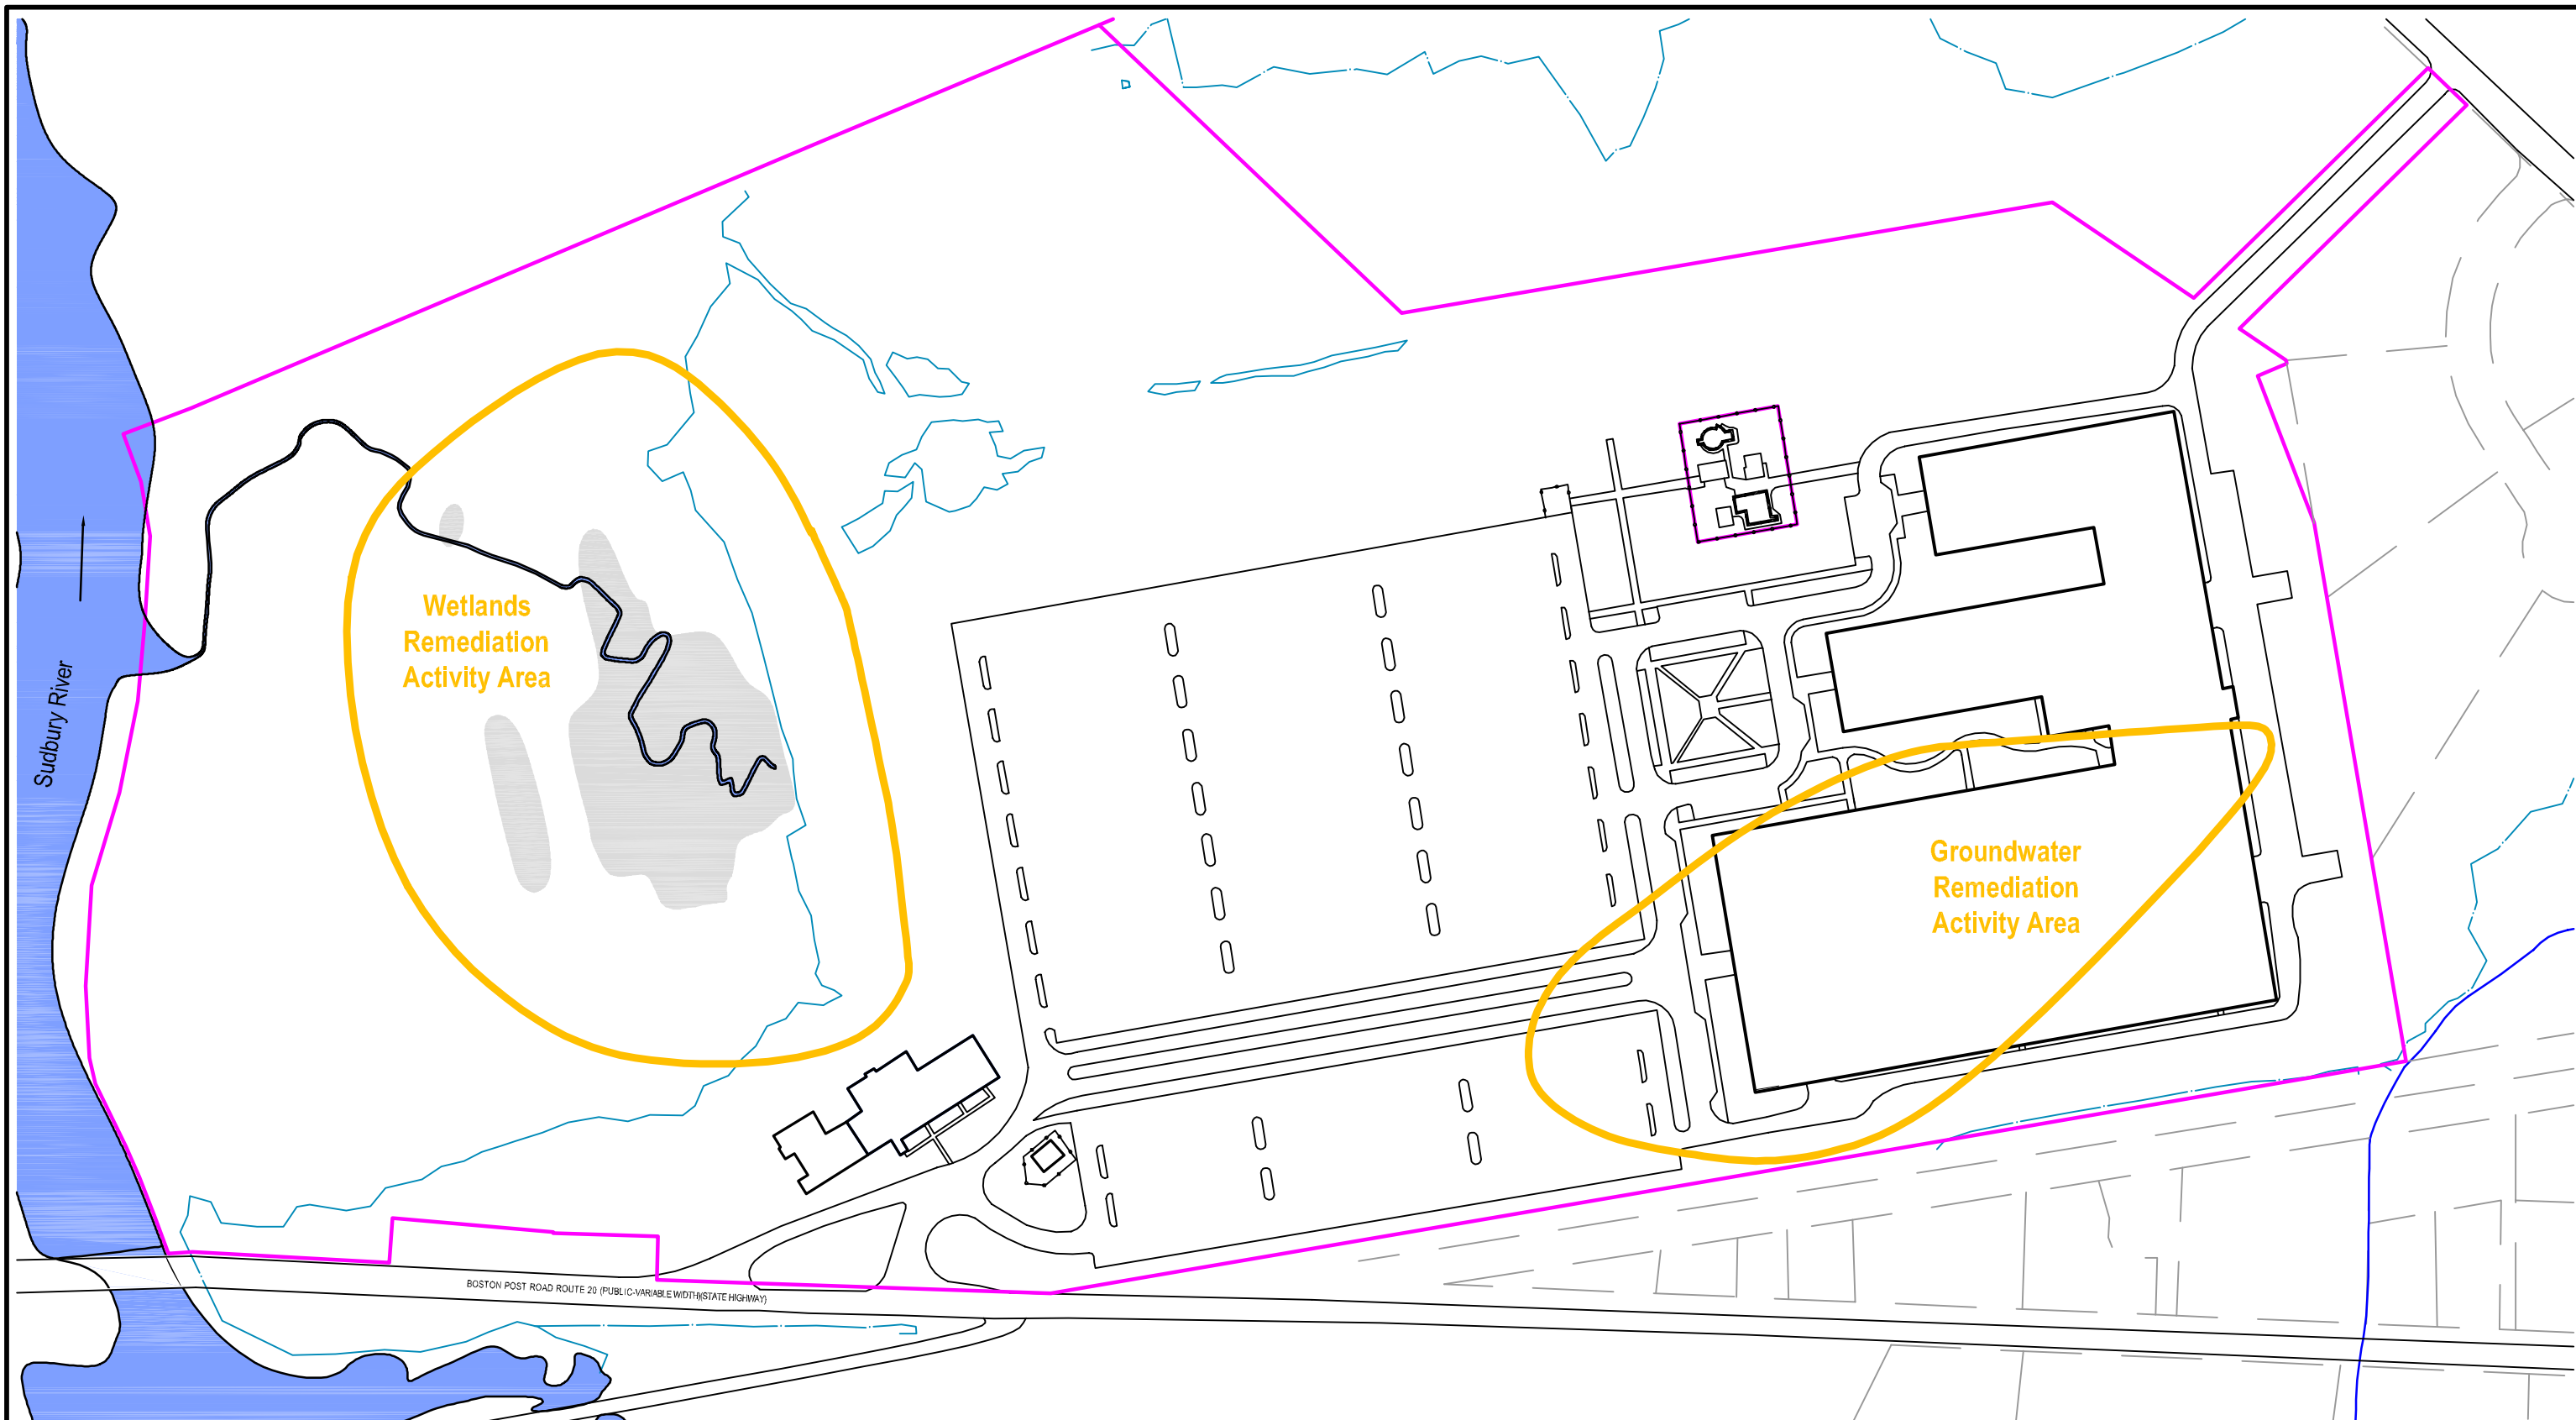 Wetlands
Remediation
Activity Area
Sudbury River
Groundwater
Remediation
Activity Area
BOSTON POST ROAD ROUTE 20 (PUBLIC-VARIABLE WIDTH)(STATE HIGHWAY)